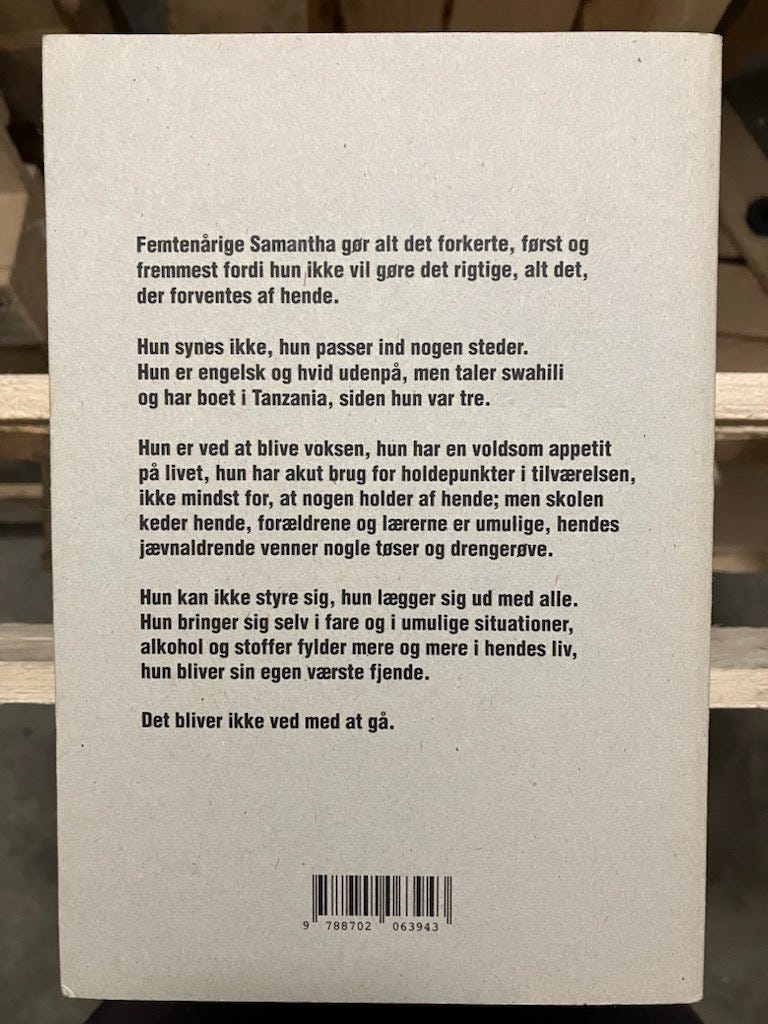 Femtenårige Samantha gør alt det forkerte, først og
fremmest fordi hun ikke vil gøre det rigtige, alt det,
der forventes af hende.
Hun synes ikke, hun passer ind nogen steder.
Hun er engelsk og hvid udenpå, men taler swahili
og har boet i Tanzania, siden hun var tre.
Hun er ved at blive voksen, hun har en voldsom appetit
på livet, hun har akut brug for holdepunkter i tilværelsen,
ikke mindst for, at nogen holder af hende; men skolen
keder hende, forældrene og lærerne er umulige, hendes
jævnaldrende venner nogle tøser og drengerøve.
Hun kan ikke styre sig, hun lægger sig ud med alle.
Hun bringer sig selv i fare og i umulige situationer,
alkohol og stoffer fylder mere og mere i hendes liv,
hun bliver sin egen værste fjende.
Det bliver ikke ved med at gå.
9 788702 063943